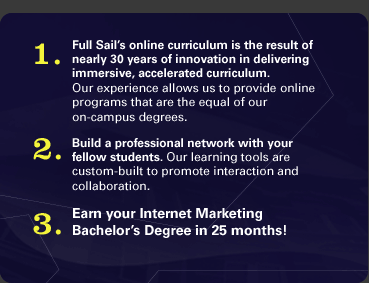 1. Full Sail's online curriculum is the result of
nearly 30 years of innovation in delivering
immersive, accelerated curriculum.
Our experience allows us to provide online
programs that are the equal of our
on-campus degrees.
2. Build a professional network with your
fellow students. Our learning tools are
custom-built to promote interaction and
collaboration.
3. Earn your Internet Marketing
Bachelor's Degree in 25 months!